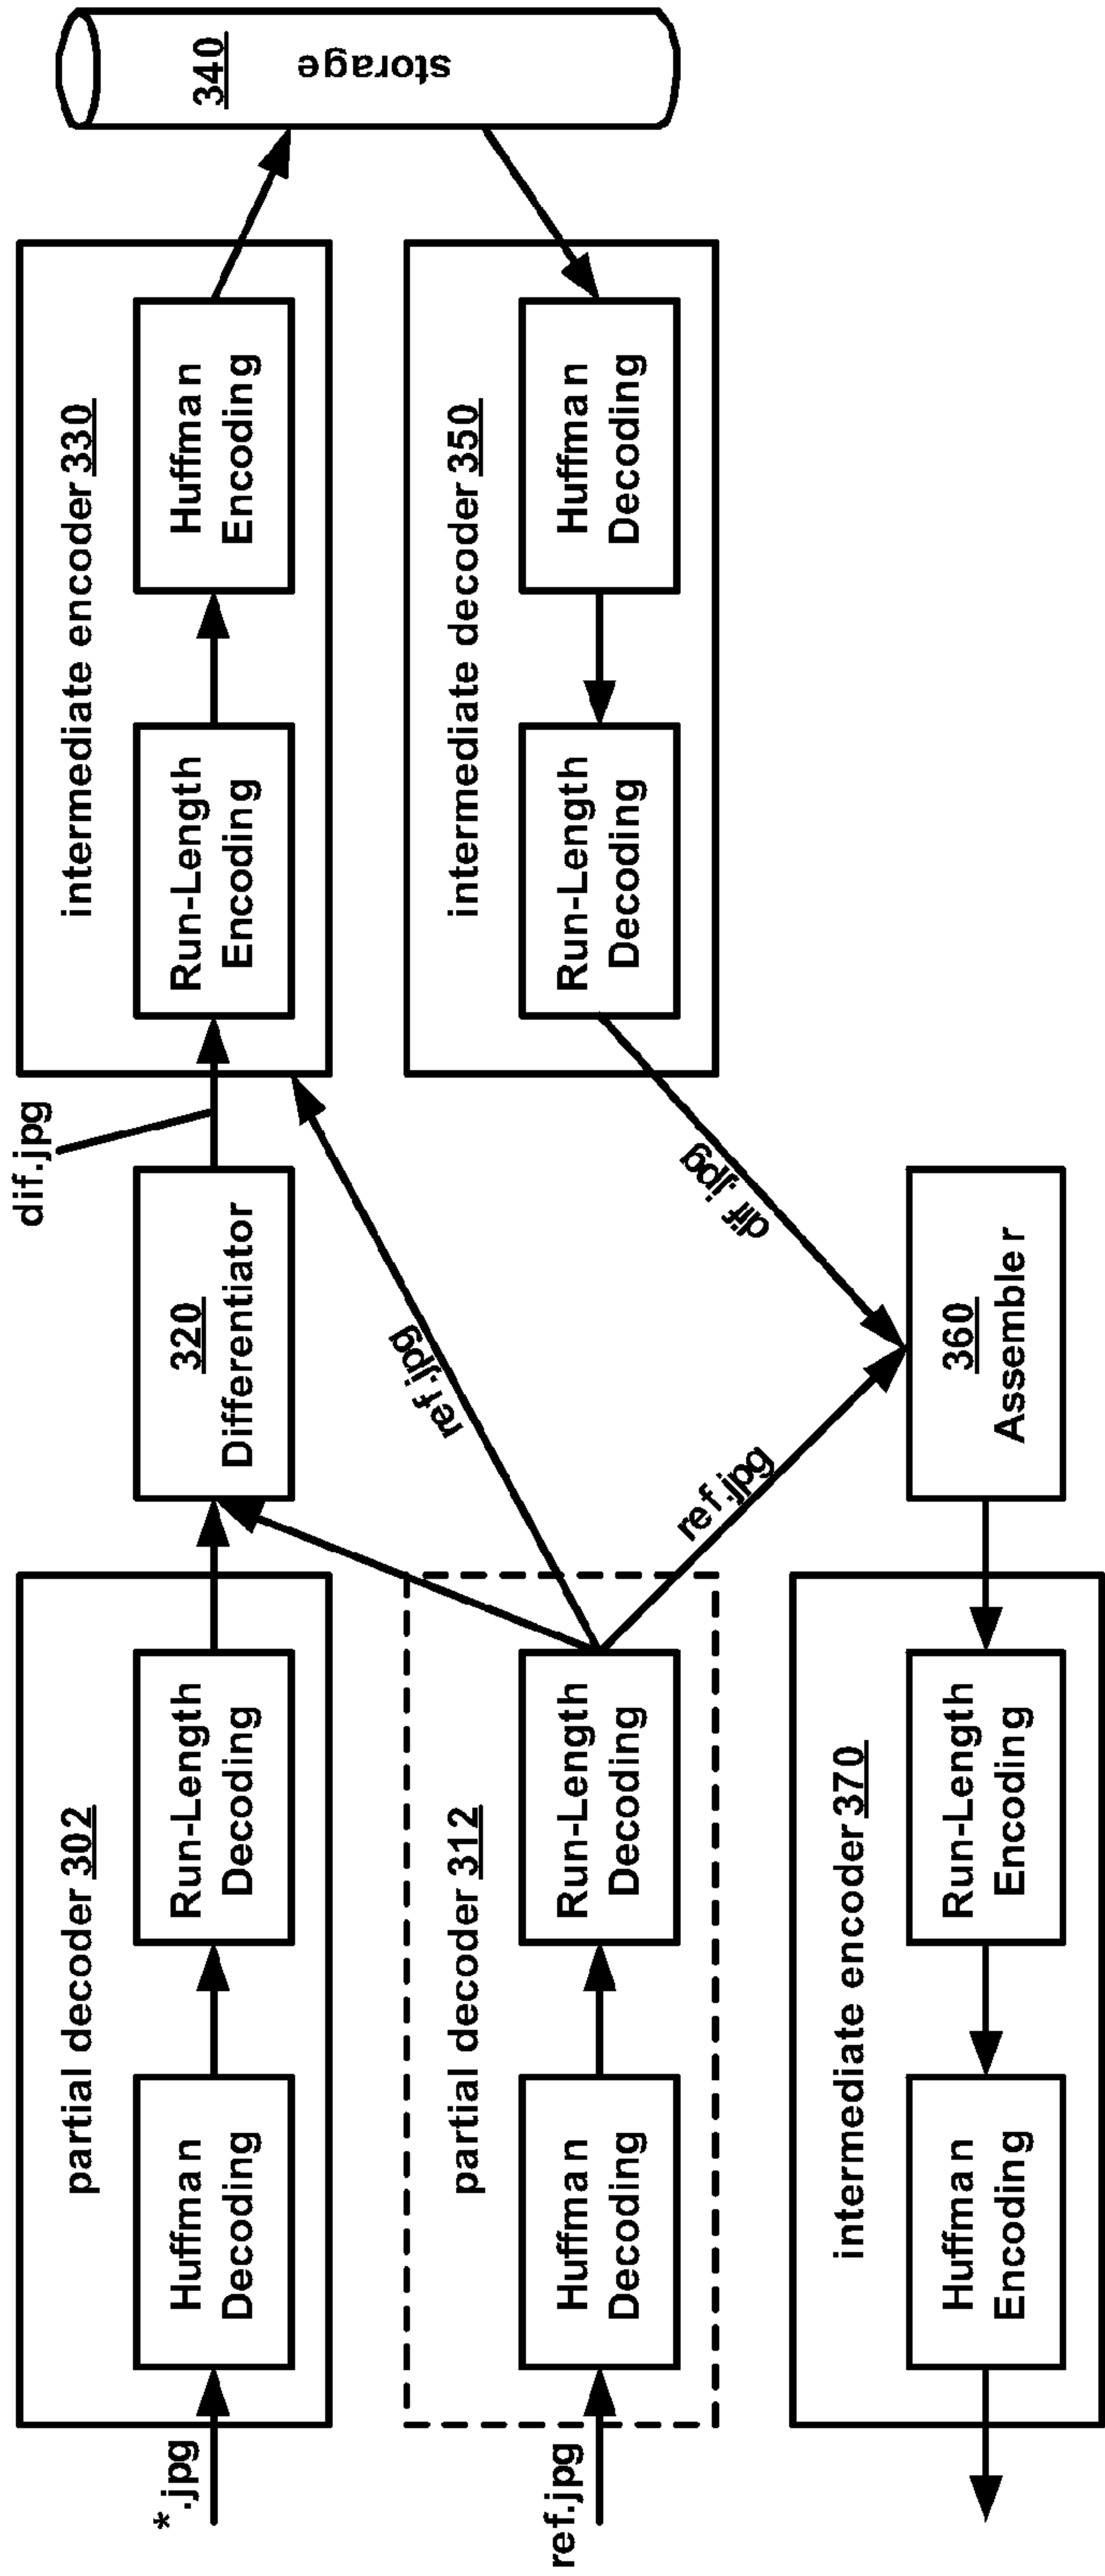 *.jpg
partial decoder 302
Huffman
Decoding
Run-Length
Decoding
320
Differentiator
dif.jpg
intermediate encoder 330
Run-Length
Encoding
Huffman
Encoding
340
storage
ref.jpg
partial decoder 312
Huffman
Decoding
Run-Length
Decoding
ref.jpg
ref.jpg
dif.jpg
intermediate decoder 350
Run-Length
Decoding
Huffman
Decoding
intermediate encoder 370
Huffman
Encoding
Run-Length
Encoding
360
Assembler